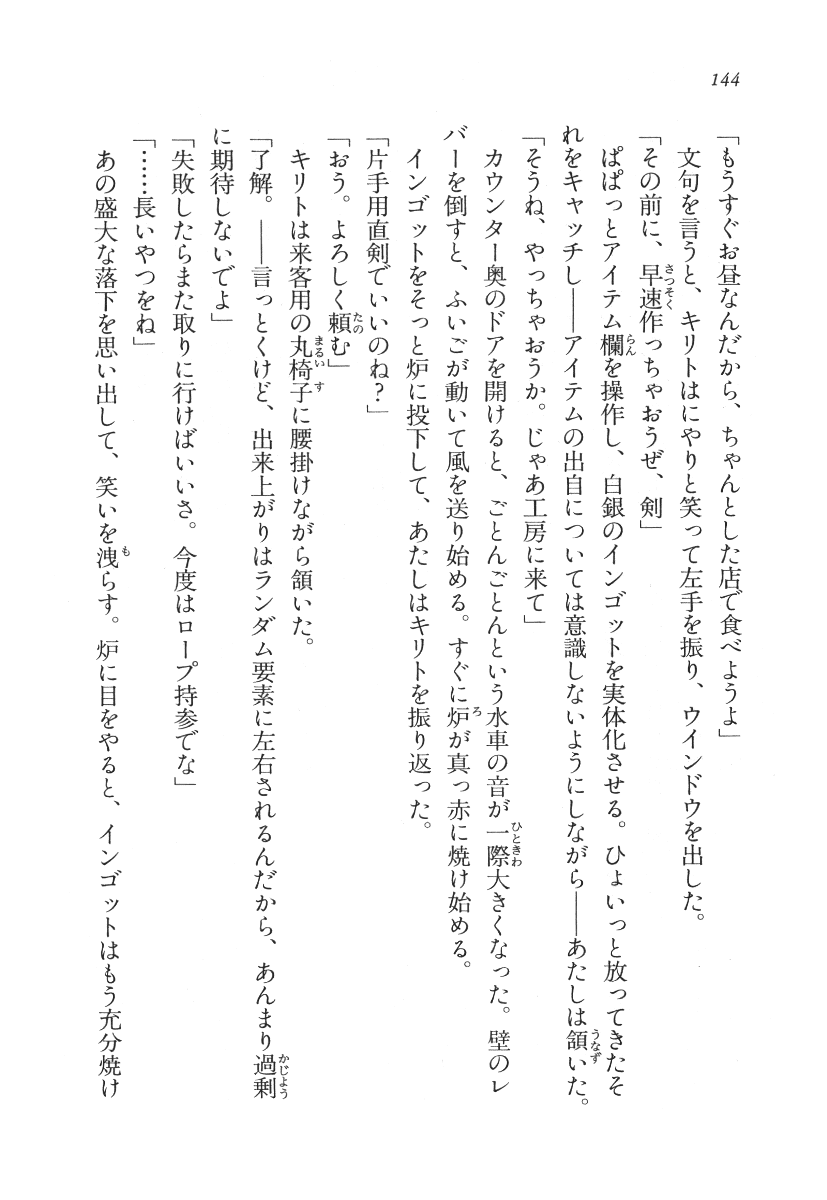 144
「もうすぐお昼なんだから、ちゃんとした店で食べようよ」
文句を言うと、キリトはにやりと笑って左手を振り、ウインドウを出した。
「その前に、早速作っちゃおうぜ、剣」
ぱぱっとアイテム欄を操作し、白銀のインゴットを実体化させる。ひょいっと放ってきたそ
れをキャッチし――アイテムの出自については意識しないようにしながら――あたしは頷いた。
「そうね、やっちゃおうか。じゃあ工房に来て」
カウンター奥のドアを開けると、ごとんごとんという水車の音が一際大きくなった。壁のレ
バーを倒すと、ふいごが動いて風を送り始める。すぐに炉が真っ赤に焼け始める。
インゴットをそっと炉に投下して、あたしはキリトを振り返った。
「片手用直剣でいいのね？」
「おう。よろしく頼む」
キリトは来客用の丸椅子に腰掛けながら頷いた。
「了解。――言っとくけど、出来上がりはランダム要素に左右されるんだから、あんまり過剰
に期待しないでよ」
「失敗したらまた取りに行けばいいさ。今度はロープ持参でな」
「……長いやつをね」
あの盛大な落下を思い出して、笑いを洩らす。炉に目をやると、インゴットはもう充分焼け